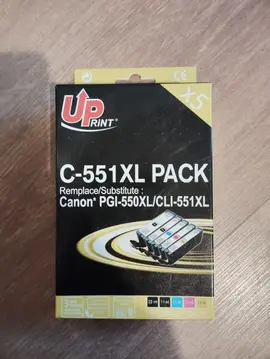 x5
UP
PRINT
C-551XL PACK
Remplace/Substitute :
Canon* PGI-550XL/CLI-551XL